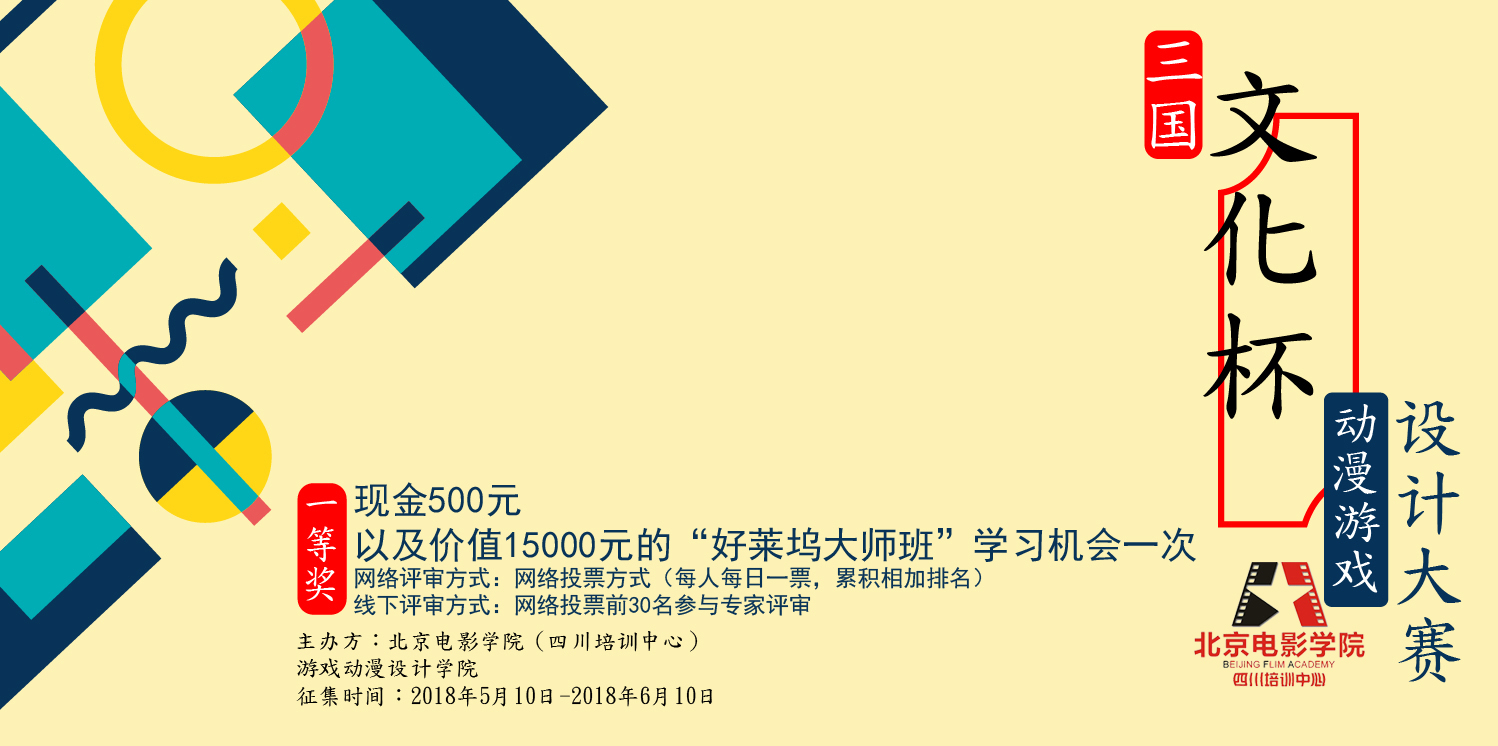 三国
文化杯
动漫游戏
设计大赛
一等奖
现金500元
以及价值15000元的“好莱坞大师班”学习机会一次
网络评审方式：网络投票方式（每人每日一票，累积相加排名）
线下评审方式：网络投票前30名参与专家评审
主办方：北京电影学院（四川培训中心）
游戏动漫设计学院
征集时间：2018年5月10日-2018年6月10日
北京电影学院
BEIJING FLIM ACADEMY
四川培训中心